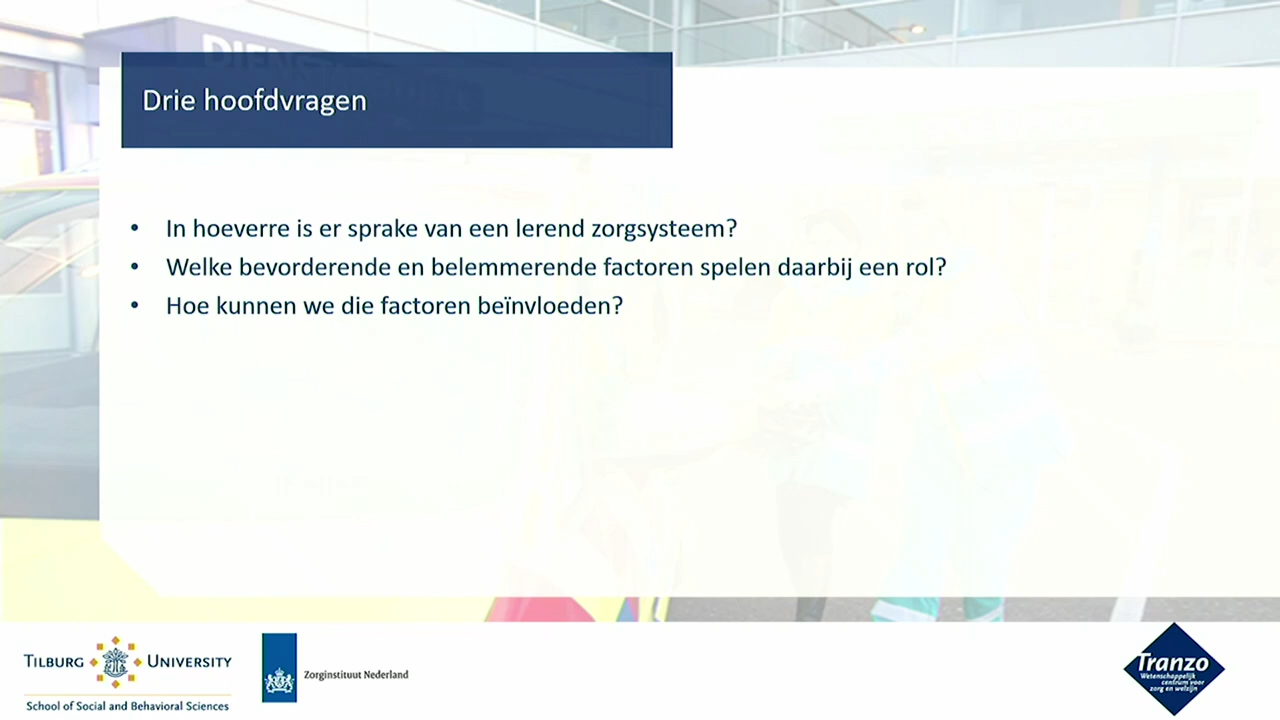 Drie hoofdvragen
• In hoeverre is er sprake van een lerend zorgsysteem?
• Welke bevorderende en belemmerende factoren spelen daarbij een rol?
• Hoe kunnen we die factoren beïnvloeden?
TILBURG UNIVERSITY
School of Social and Behavioral Sciences
Zorginstituut Nederland
Tranzo
Wetenschappelijk
centrum voor
zorg en welzijn